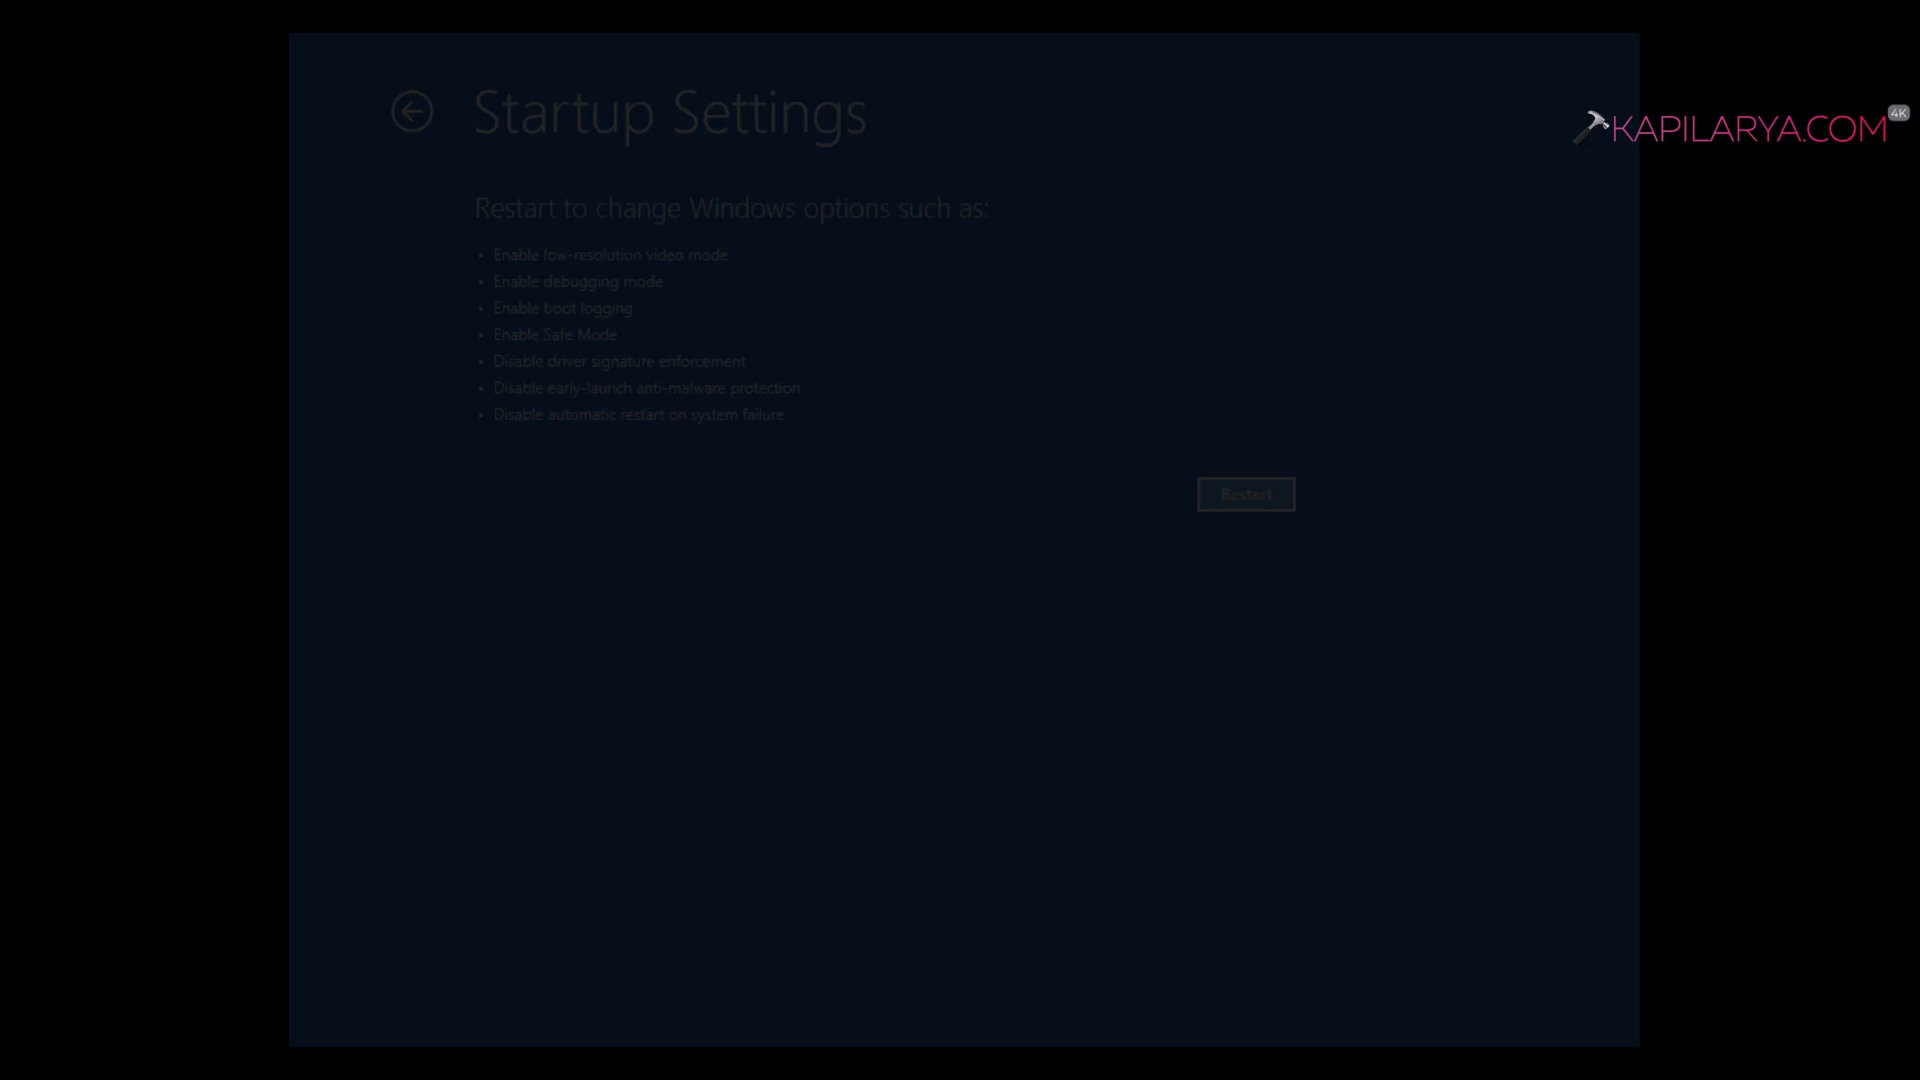 Startup Settings
KAPILARYA.COM 4K
Restart to change Windows options such as:
• Enable low-resolution video mode
• Enable debugging mode
• Enable boot logging
• Enable Safe Mode
• Disable driver signature enforcement
• Disable early-launch anti-malware protection
• Disable automatic restart on system failure
Restart